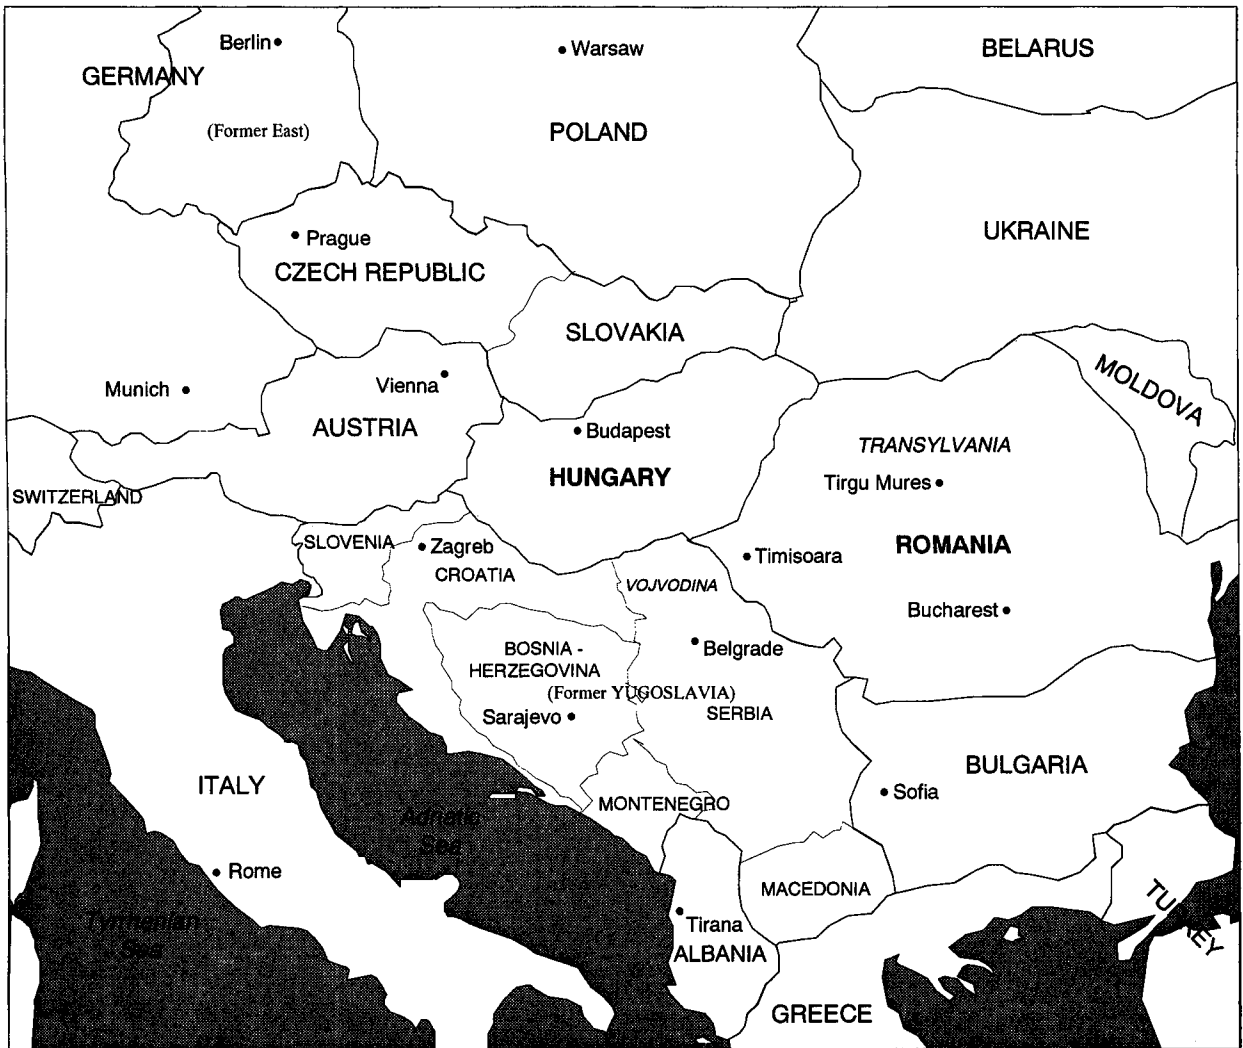 Berlin
Warsaw
BELARUS
GERMANY
(Former East)
POLAND
UKRAINE
Prague
CZECH REPUBLIC
SLOVAKIA
MOLDOVA
Munich
Vienna
AUSTRIA
Budapest
TRANSYLVANIA
HUNGARY
Tirgu Mures
SWITZERLAND
SLOVENIA
Zagreb
ROMANIA
CROATIA
Timisoara
VOJVODINA
Bucharest
BOSNIA -
HERZEGOVINA
Belgrade
(Former YUGOSLAVIA)
Sarajevo
SERBIA
ITALY
BULGARIA
Sofia
MONTENEGRO
Adriatic
Sea
Rome
MACEDONIA
TURKEY
Tyrrhenian
Sea
Tirana
ALBANIA
GREECE